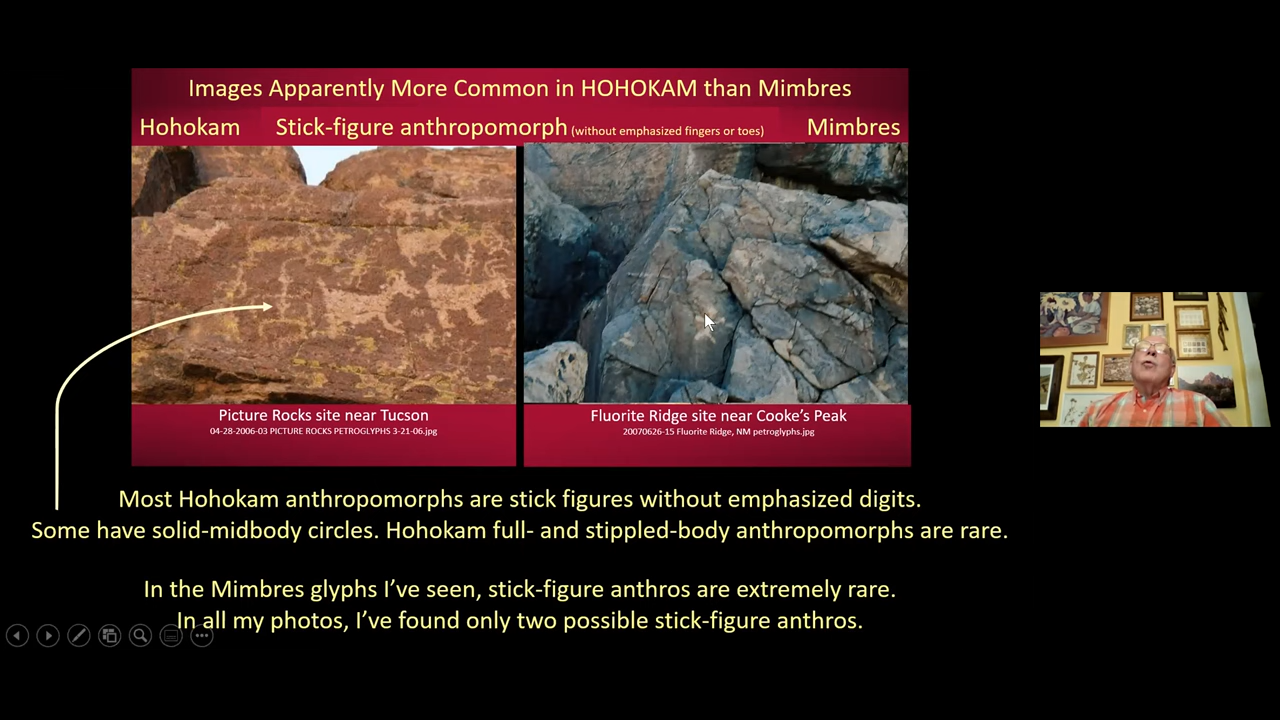 Images Apparently More Common in HOHOKAM than Mimbres
Hohokam Stick-figure anthropomorph (without emphasized fingers or toes) Mimbres
Picture Rocks site near Tucson
04-28-2006-03 PICTURE ROCKS PETROGLYPHS 3-21-06.jpg
Fluorite Ridge site near Cooke's Peak
20070626-15 Fluorite Ridge, NM petroglyphs.jpg
Most Hohokam anthropomorphs are stick figures without emphasized digits.
Some have solid-midbody circles. Hohokam full- and stippled-body anthropomorphs are rare.
In the Mimbres glyphs I've seen, stick-figure anthros are extremely rare.
In all my photos, I've found only two possible stick-figure anthros.